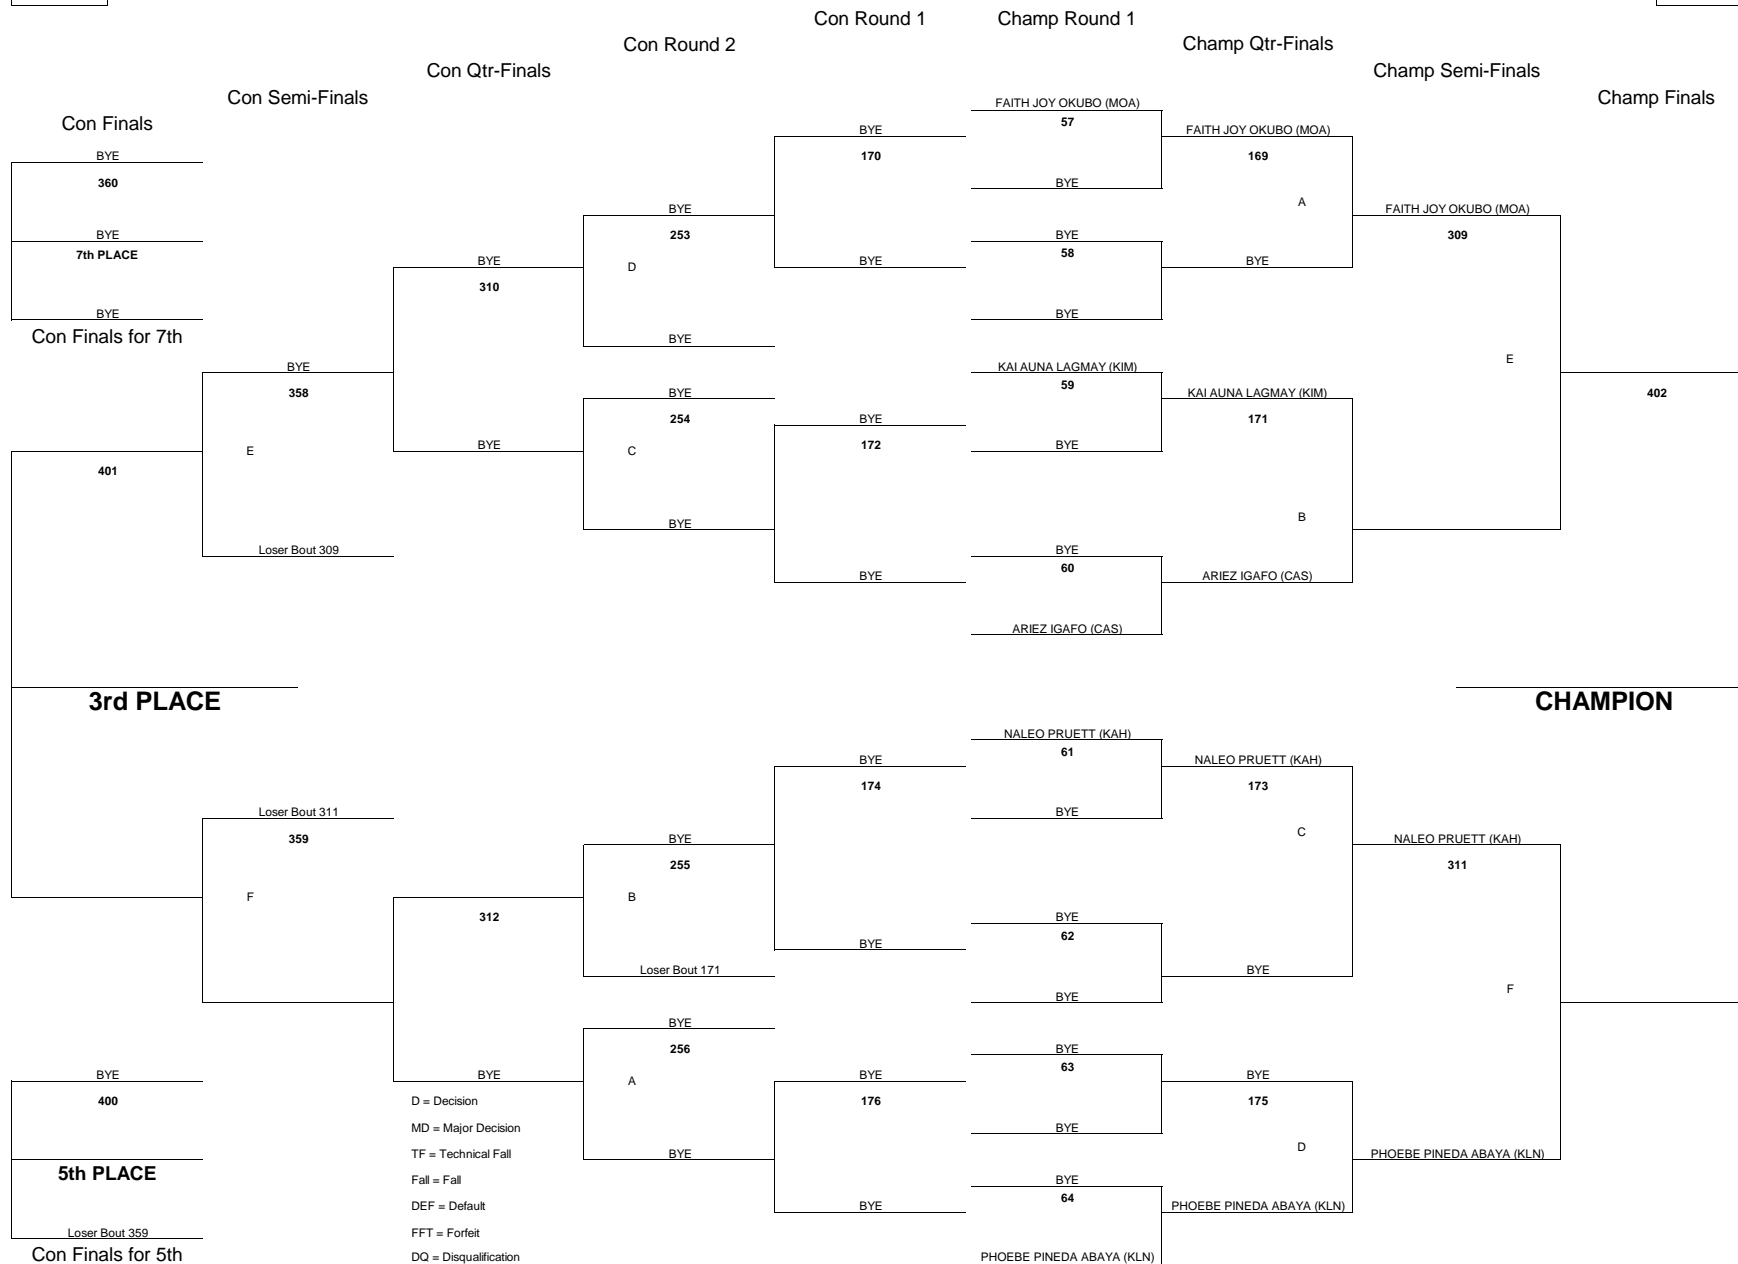 Con Round 1
Champ Round 1
Con Round 2
Champ Qtr-Finals
Con Qtr-Finals
Champ Semi-Finals
Con Semi-Finals
Champ Finals
Con Finals
FAITH JOY OKUBO (MOA)
57
BYE
FAITH JOY OKUBO (MOA)
BYE
170
169
360
BYE
A
BYE
FAITH JOY OKUBO (MOA)
BYE
BYE
253
309
7th PLACE
58
BYE
BYE
BYE
D
310
BYE
BYE
Con Finals for 7th
BYE
E
BYE
KAI AUNA LAGMAY (KIM)
59
358
BYE
KAI AUNA LAGMAY (KIM)
402
254
BYE
171
BYE
172
BYE
E
C
401
B
BYE
Loser Bout 309
BYE
60
BYE
ARIEZ IGAFO (CAS)
ARIEZ IGAFO (CAS)
3rd PLACE
CHAMPION
NALEO PRUETT (KAH)
61
BYE
NALEO PRUETT (KAH)
174
173
Loser Bout 311
BYE
C
359
BYE
NALEO PRUETT (KAH)
255
311
F
B
312
BYE
62
BYE
Loser Bout 171
BYE
F
BYE
BYE
256
BYE
63
BYE
BYE
A
BYE
BYE
400
D = Decision
176
175
MD = Major Decision
BYE
D
TF = Technical Fall
BYE
PHOEBE PINEDA ABAYA (KLN)
5th PLACE
Fall = Fall
BYE
64
DEF = Default
BYE
PHOEBE PINEDA ABAYA (KLN)
Loser Bout 359
FFT = Forfeit
Con Finals for 5th
DQ = Disqualification
PHOEBE PINEDA ABAYA (KLN)